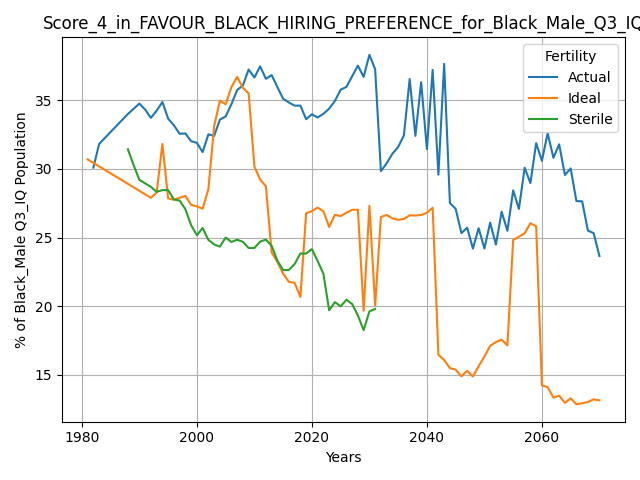 Score_4_in_FAVOUR_BLACK_HIRING_PREFERENCE_for_Black_Male_Q3_IQ
Fertility
Actual
Ideal
Sterile
% of Black_Male Q3_IQ Population
35
30
25
20
15
1980 2000 2020 2040 2060
Years